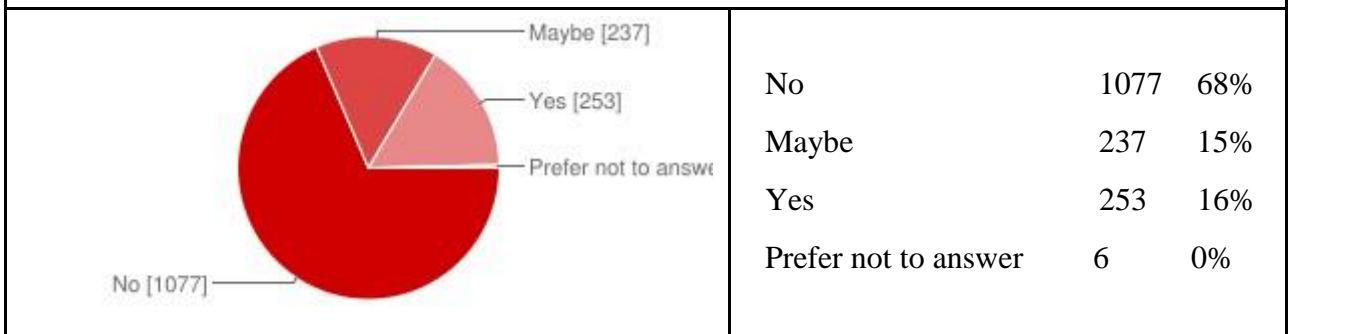 Maybe [237]
Yes [253]
Prefer not to answe
No [1077]
No 1077 68%
Maybe 237 15%
Yes 253 16%
Prefer not to answer 6 0%